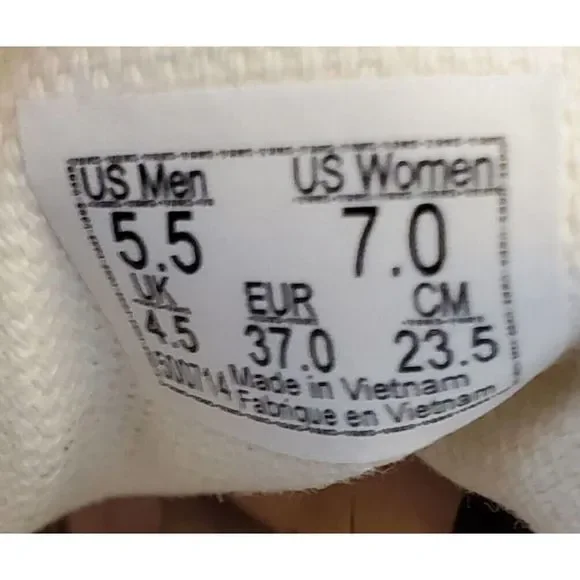 US Men US Women
5.5 7.0
UK EUR CM
4.5 37.0 23.5
500714 Made in Vietnam
Fabrique en Vietnam